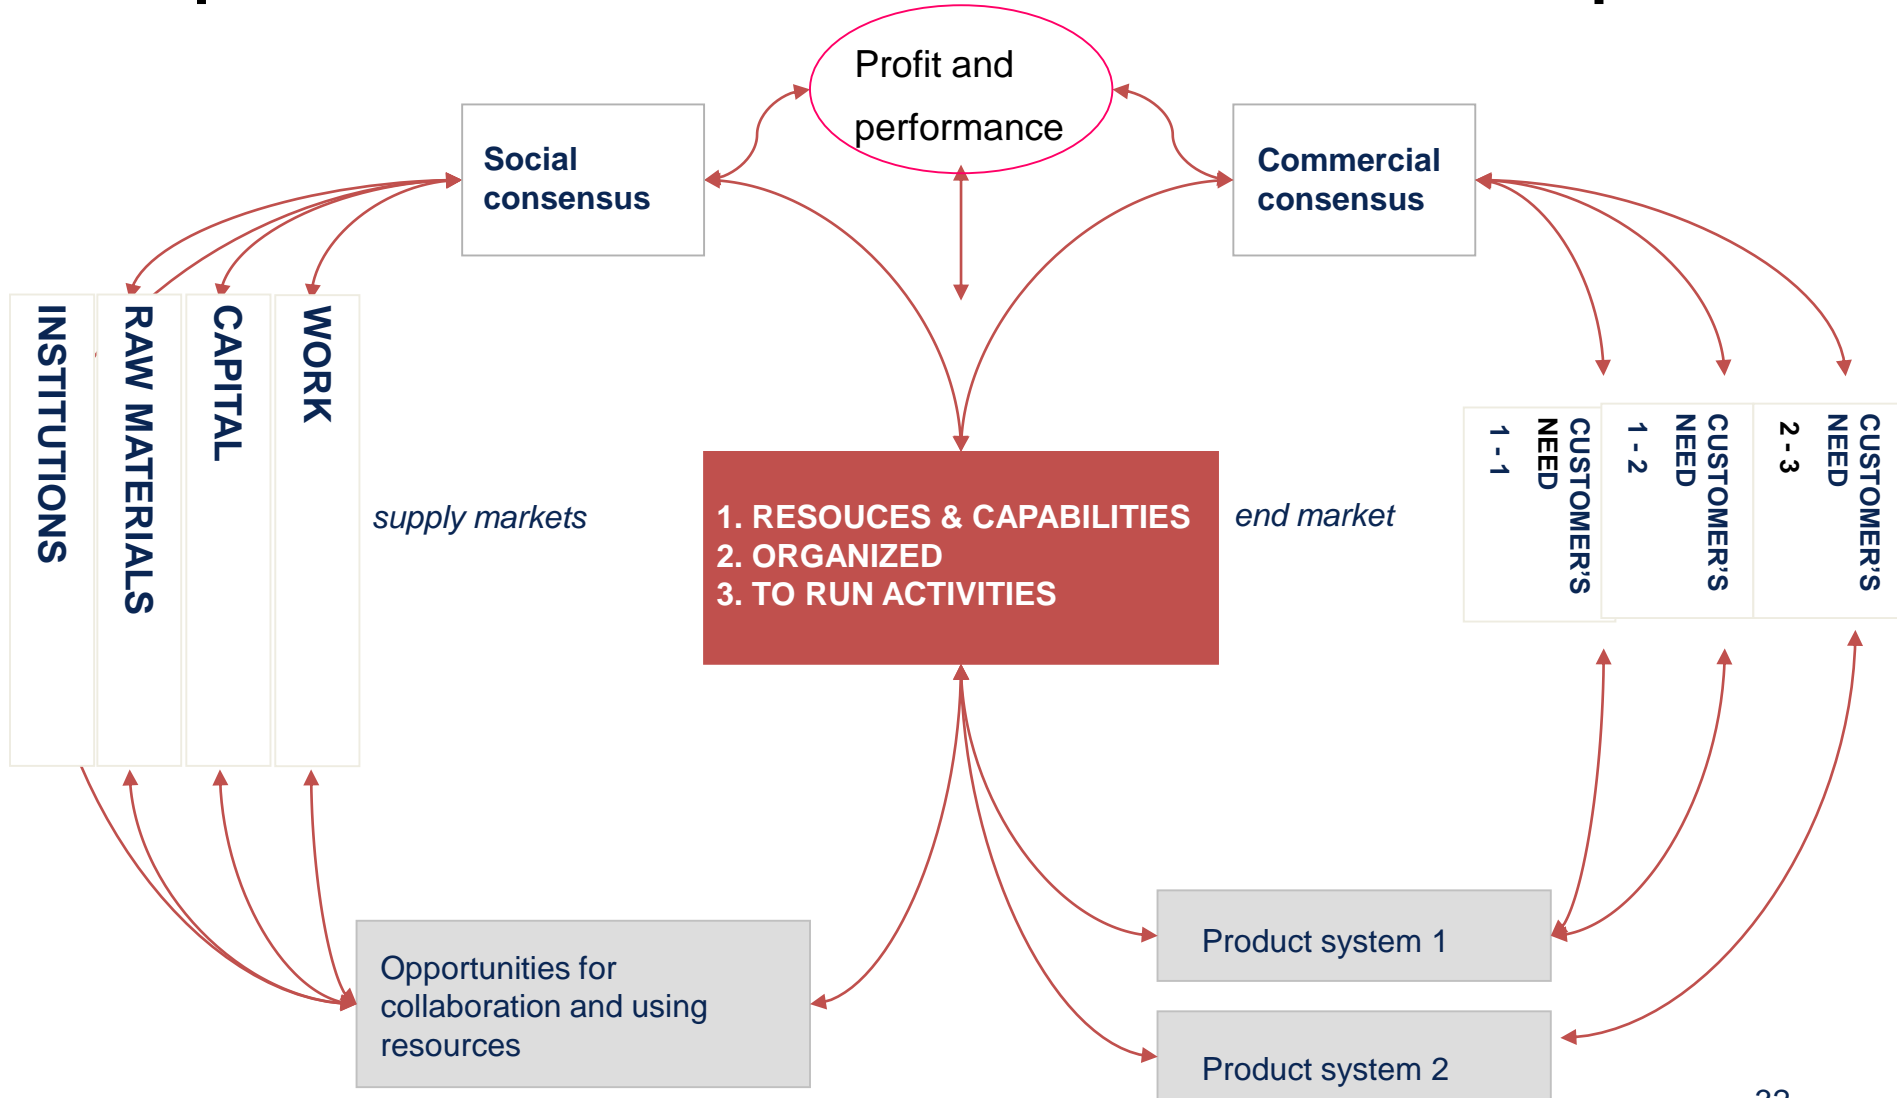 Profit and
performance
Social
consensus
Commercial
consensus
INSTITUTIONS
RAW MATERIALS
CAPITAL
WORK
supply markets
1. RESOUCES & CAPABILITIES
2. ORGANIZED
3. TO RUN ACTIVITIES
end market
CUSTOMER'S
NEED
1 - 1
CUSTOMER'S
NEED
1 - 2
CUSTOMER'S
NEED
2 - 3
Opportunities for
collaboration and using
resources
Product system 1
Product system 2